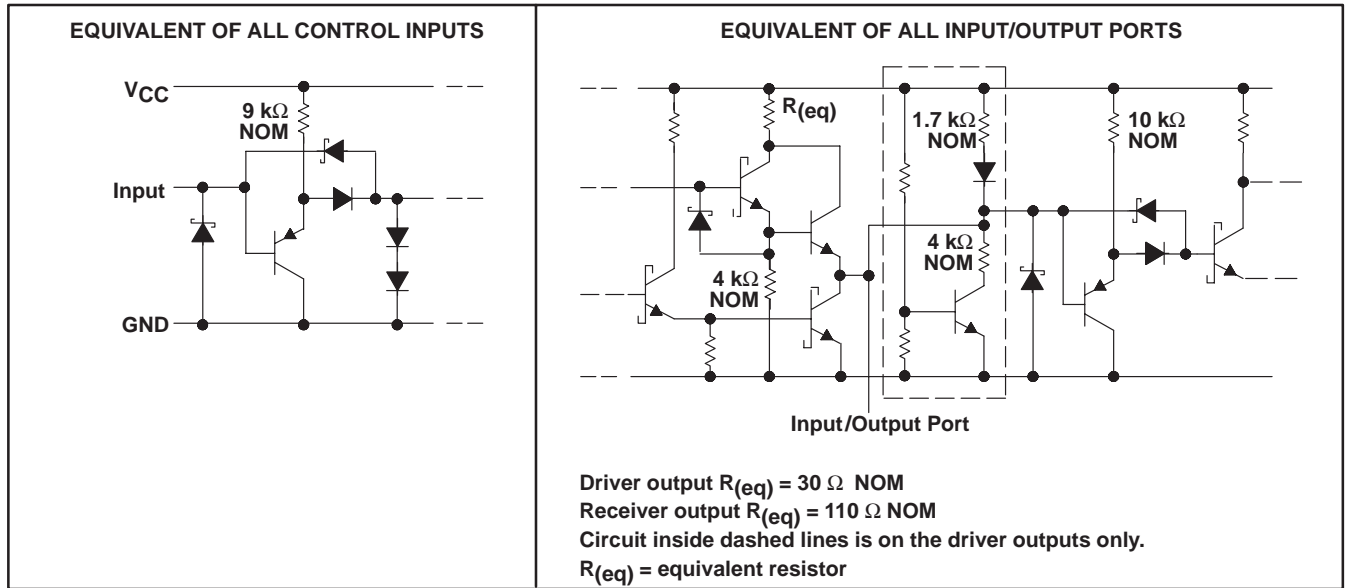 EQUIVALENT OF ALL CONTROL INPUTS
VCC
9 kΩ
NOM
Input
GND
EQUIVALENT OF ALL INPUT/OUTPUT PORTS
R(eq)
1.7 kΩ
NOM
10 kΩ
NOM
4 kΩ
NOM
4 kΩ
NOM
Input/Output Port
Driver output R(eq) = 30 Ω NOM
Receiver output R(eq) = 110 Ω NOM
Circuit inside dashed lines is on the driver outputs only.
R(eq) = equivalent resistor